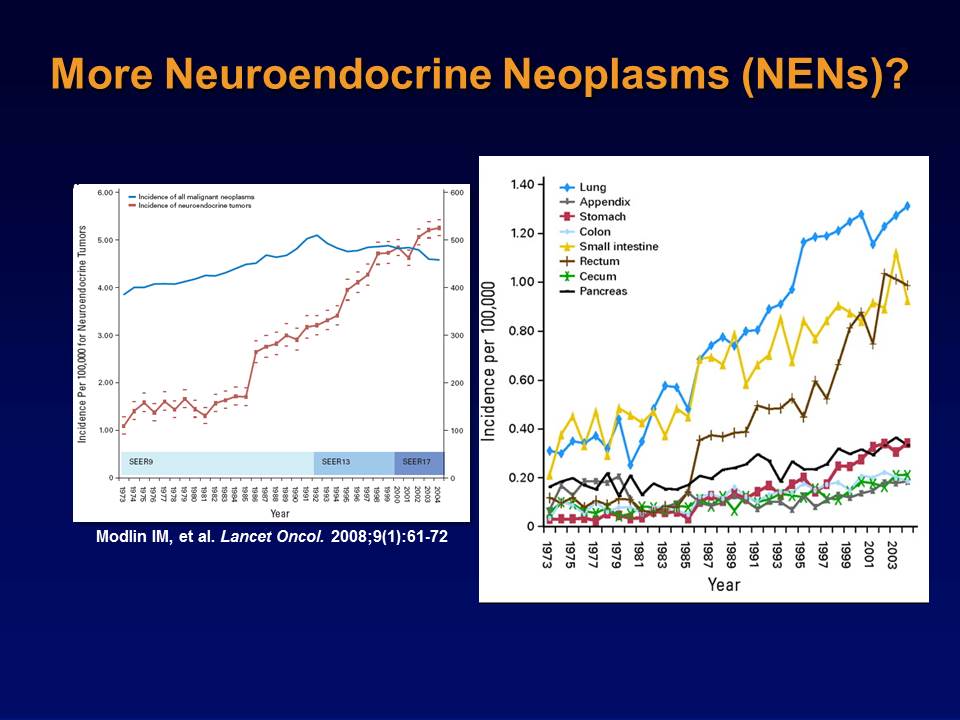 More Neuroendocrine Neoplasms (NENs)?
Incidence Per 100,000 for Neuroendocrine Tumors
6.00
5.00
4.00
3.00
2.00
1.00
0
Incidence of all malignant neoplasms
Incidence of neuroendocrine tumors
600
500
400
300
200
100
0
SEER9 SEER13 SEER17
1973 1974 1975 1976 1977 1978 1979 1980 1981 1982 1983 1984 1985 1986 1987 1988 1989 1990 1991 1992 1993 1994 1995 1996 1997 1998 1999 2000 2001 2002 2003 2004
Year
Modlin IM, et al. Lancet Oncol. 2008;9(1):61-72
Incidence per 100,000
1.40
1.20
1.00
0.80
0.60
0.40
0.20
0
Lung
Appendix
Stomach
Colon
Small intestine
Rectum
Cecum
Pancreas
1973 1975 1977 1979 1981 1983 1985 1987 1989 1991 1993 1995 1997 1999 2001 2003
Year